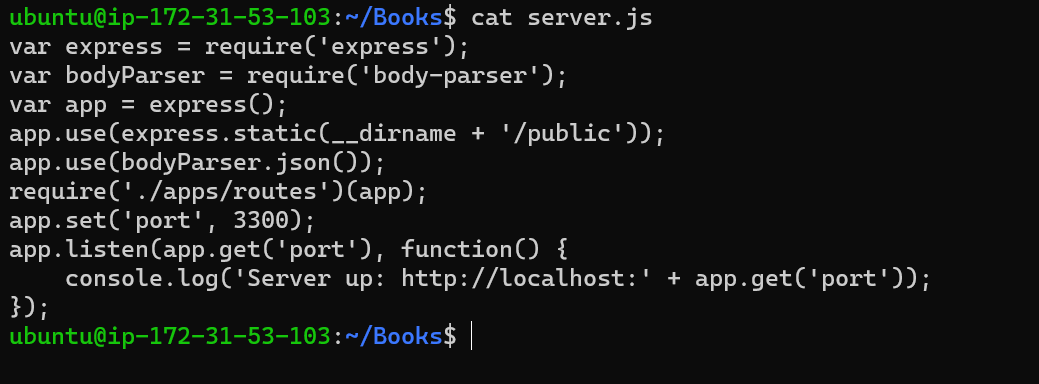 ubuntu@ip-172-31-53-103:~/Books$ cat server.js
var express = require('express');
var bodyParser = require('body-parser');
var app = express();
app.use(express.static(__dirname + '/public'));
app.use(bodyParser.json());
require('./apps/routes')(app);
app.set('port', 3300);
app.listen(app.get('port'), function() {
    console.log('Server up: http://localhost:' + app.get('port'));
});
ubuntu@ip-172-31-53-103:~/Books$